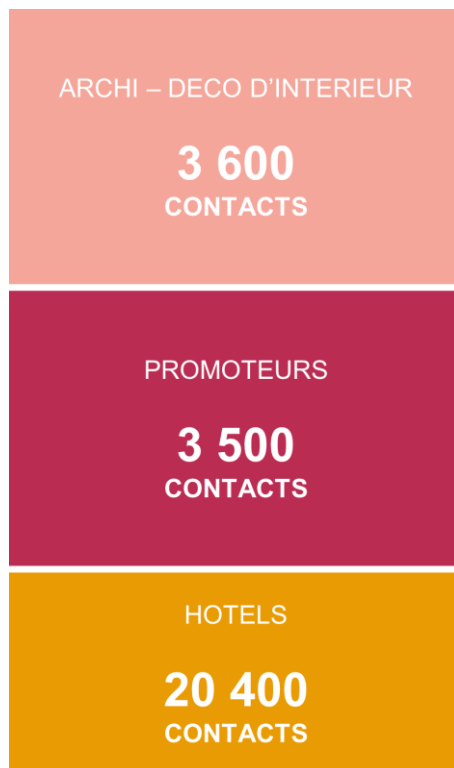 ARCHI – DECO D'INTERIEUR
3 600
CONTACTS
PROMOTEURS
3 500
CONTACTS
HOTELS
20 400
CONTACTS